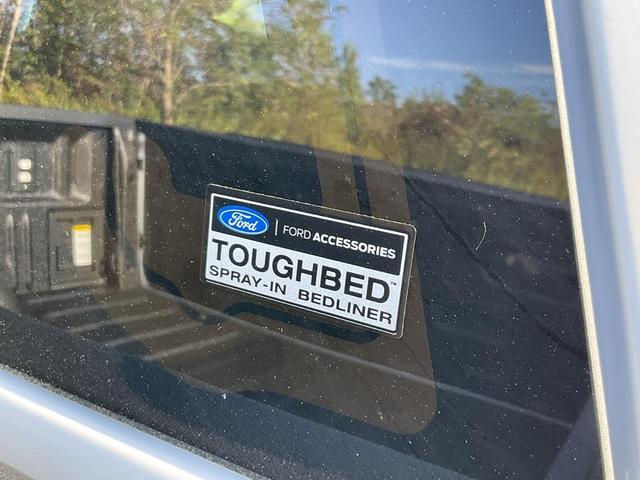 Ford | FORD ACCESSORIES
TOUGHBED™
SPRAY-IN BEDLINER